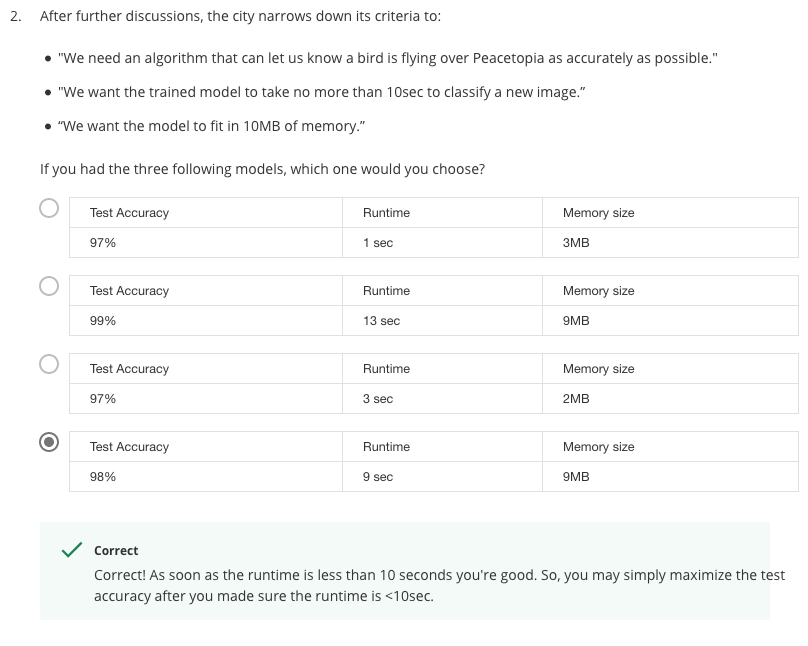 2. After further discussions, the city narrows down its criteria to:
• "We need an algorithm that can let us know a bird is flying over Peacetopia as accurately as possible."
• "We want the trained model to take no more than 10sec to classify a new image.”
• “We want the model to fit in 10MB of memory.”
If you had the three following models, which one would you choose?
Test Accuracy Runtime Memory size
97% 1 sec 3MB
Test Accuracy Runtime Memory size
99% 13 sec 9MB
Test Accuracy Runtime Memory size
97% 3 sec 2MB
Test Accuracy Runtime Memory size
98% 9 sec 9MB
Correct
Correct! As soon as the runtime is less than 10 seconds you're good. So, you may simply maximize the test
accuracy after you made sure the runtime is <10sec.